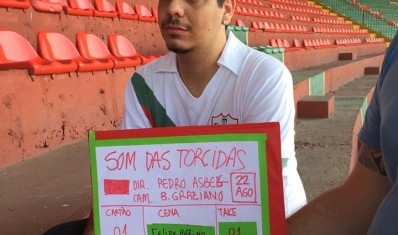 SOM DAS TORCIDAS
DIR. PEDRO ASBEG
CAM. B. GRAZIANO
22
AGO
CARTÃO
CENA
TAKE
01
01